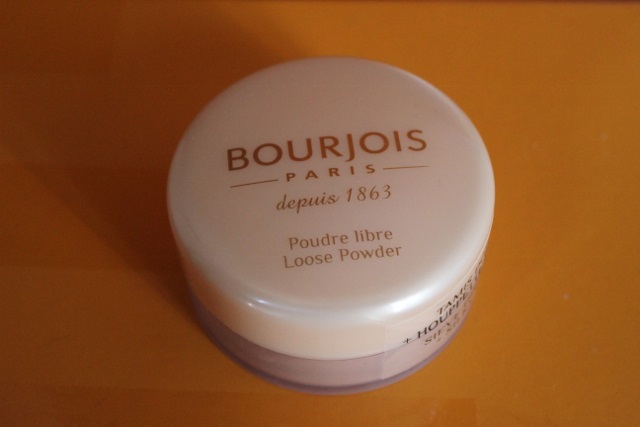 BOURJOIS
PARIS
depuis 1863
Poudre libre
Loose Powder